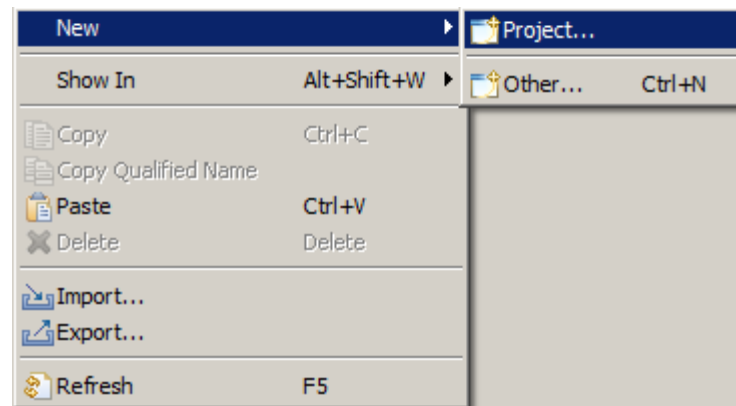 New
Project...
Show In Alt+Shift+W
Other... Ctrl+N
Copy Ctrl+C
Copy Qualified Name
Paste Ctrl+V
Delete Delete
Import...
Export...
Refresh F5